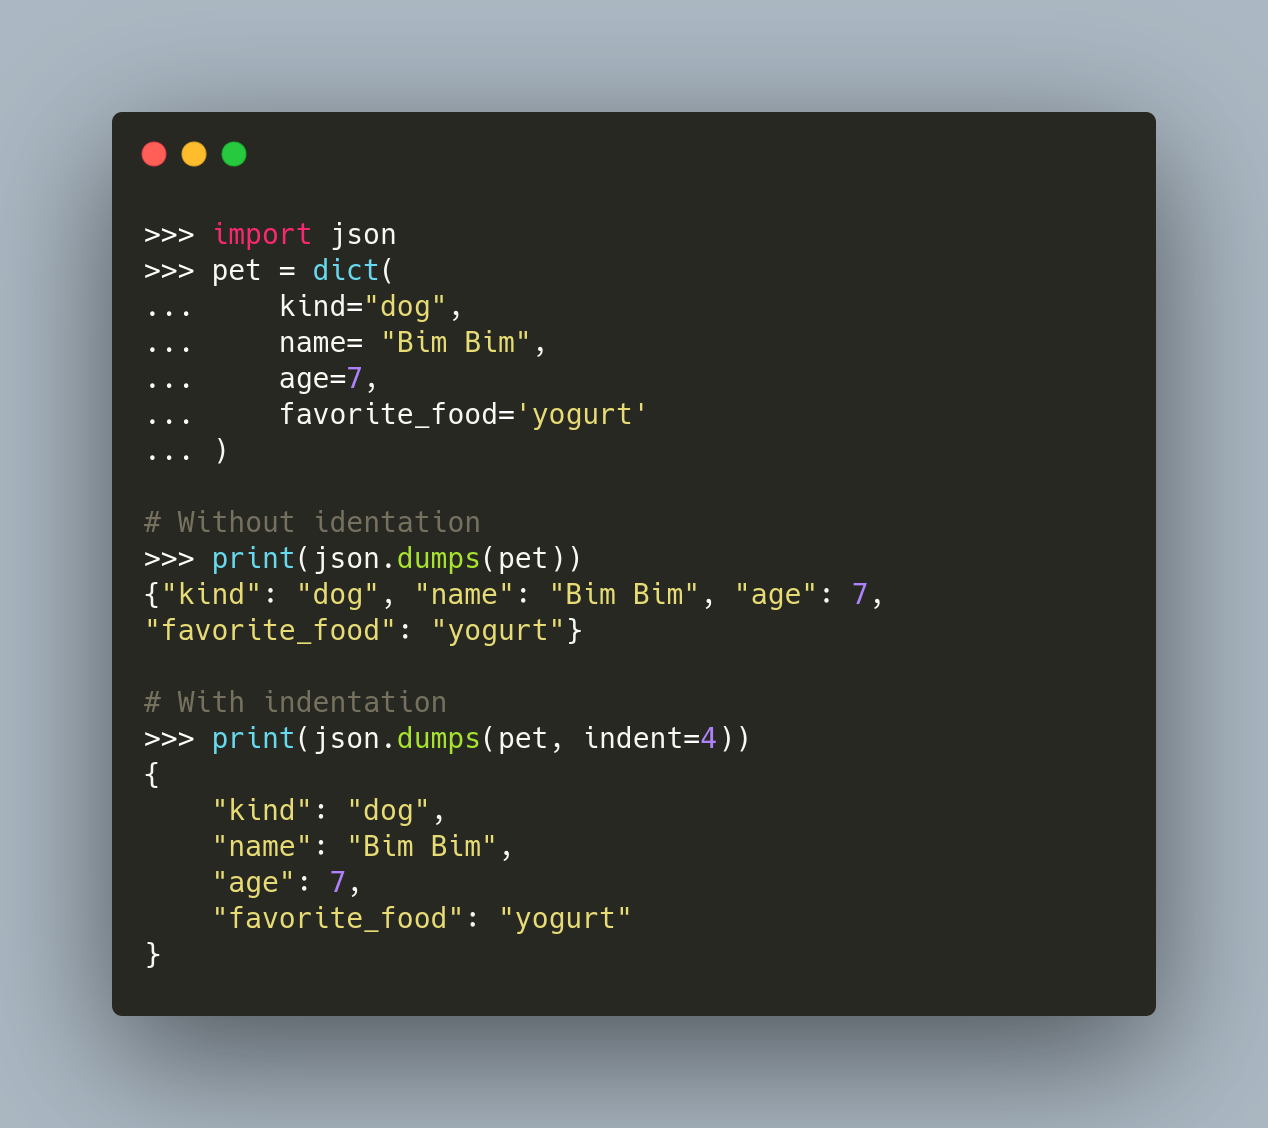 >>> import json
>>> pet = dict(
...     kind="dog",
...     name= "Bim Bim",
...     age=7,
...     favorite_food='yogurt'
... )
# Without identation
>>> print(json.dumps(pet))
{"kind": "dog", "name": "Bim Bim", "age": 7,
"favorite_food": "yogurt"}
# With indentation
>>> print(json.dumps(pet, indent=4))
{
    "kind": "dog",
    "name": "Bim Bim",
    "age": 7,
    "favorite_food": "yogurt"
}